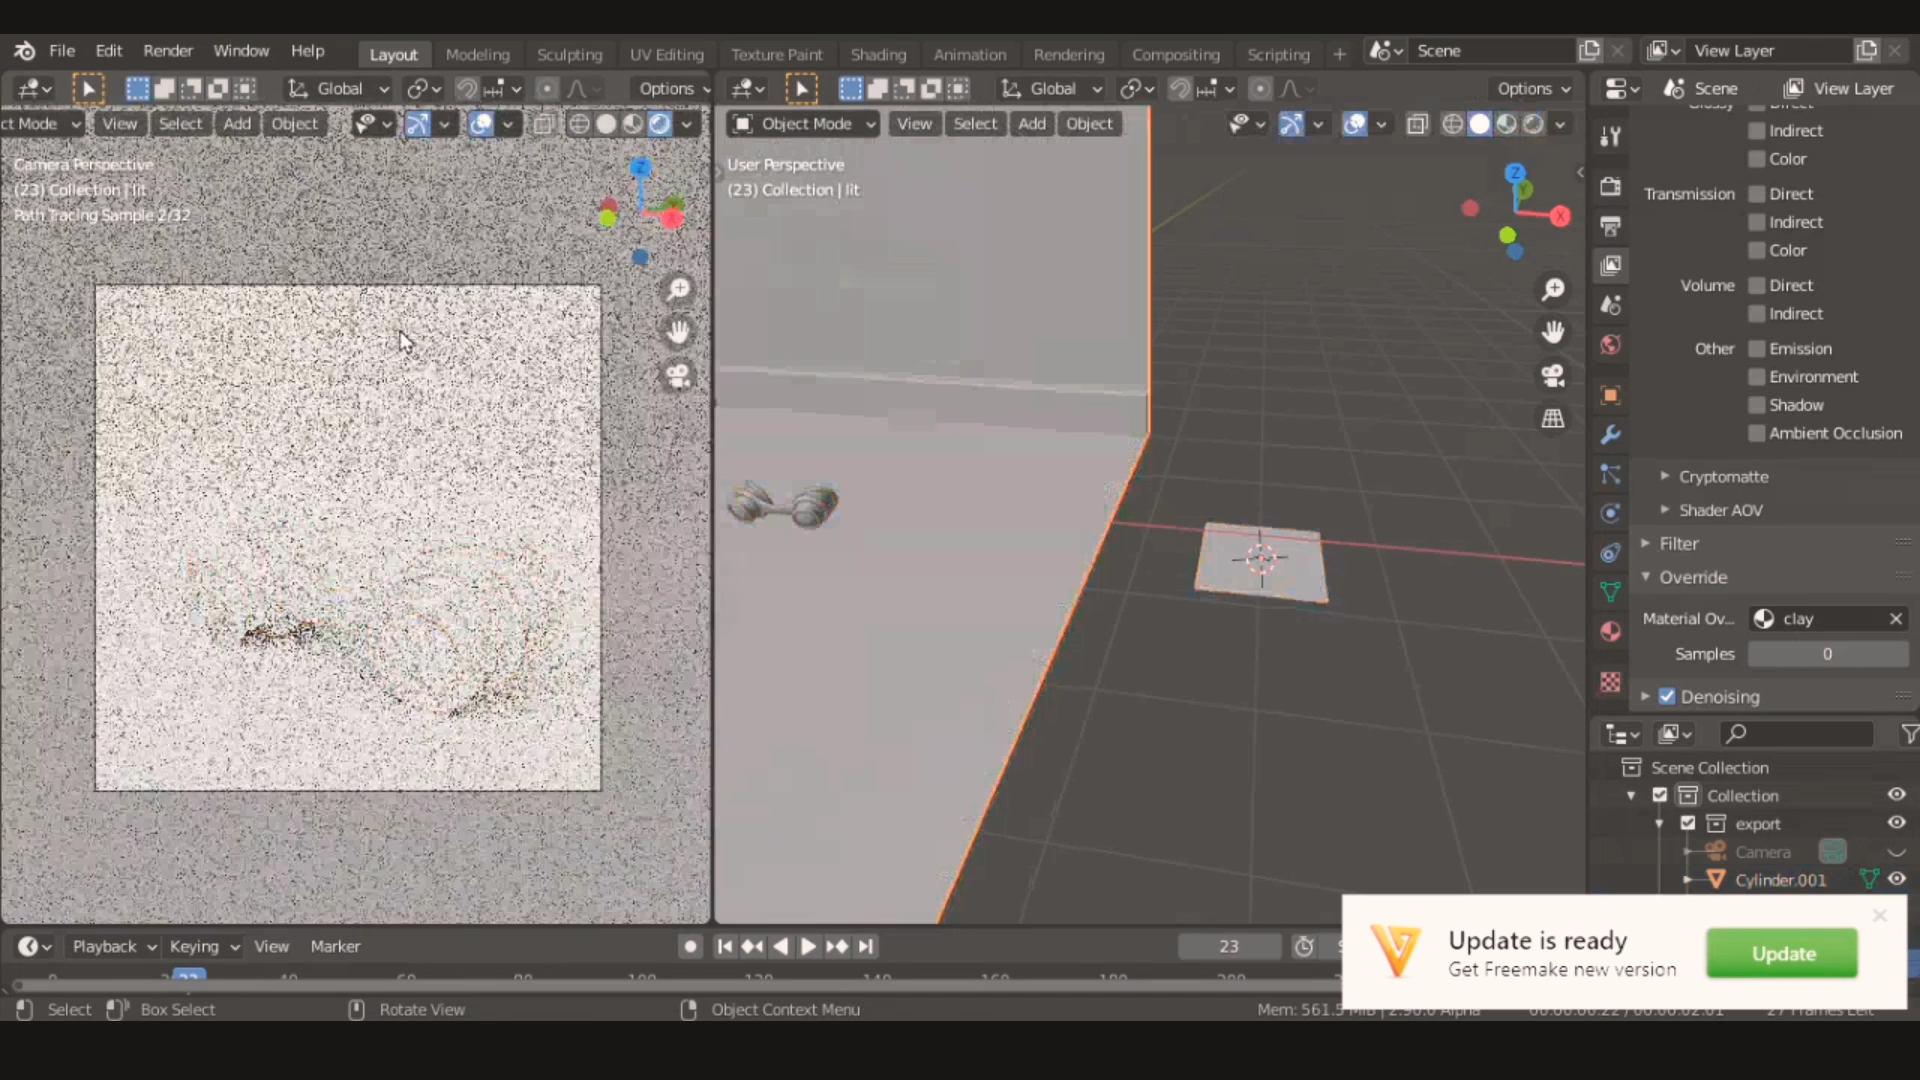 File Edit Render Window Help Layout Modeling Sculpting UV Editing Texture Paint Shading Animation Rendering Compositing Scripting + Scene View Layer
Global Options Global Options Scene View Layer
ct Mode View Select Add Object Object Mode View Select Add Object
Camera Perspective
(23) Collection | lit
Path Tracing Sample 2/32
User Perspective
(23) Collection | lit
Direct
Indirect
Color
Transmission Direct
Indirect
Color
Volume Direct
Indirect
Other Emission
Environment
Shadow
Ambient Occlusion
Cryptomatte
Shader AOV
Filter
Override
Material Ov... clay
Samples 0
Denoising
Scene Collection
Collection
export
Camera
Cylinder.001
Update is ready
Get Freemake new version
Update
Playback Keying View Marker 23
Select Box Select Rotate View Object Context Menu